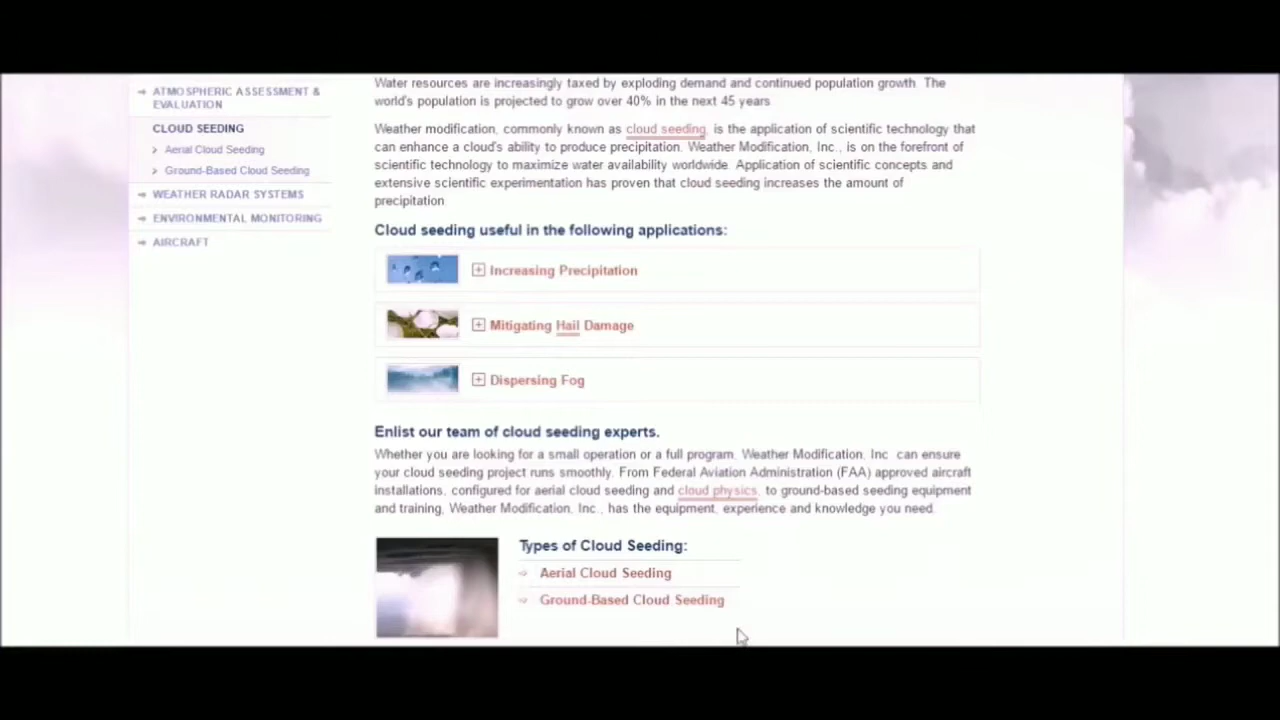 ATMOSPHERIC ASSESSMENT &
EVALUATION
CLOUD SEEDING
Aerial Cloud Seeding
Ground-Based Cloud Seeding
WEATHER RADAR SYSTEMS
ENVIRONMENTAL MONITORING
AIRCRAFT
Water resources are increasingly taxed by exploding demand and continued population growth. The
world's population is projected to grow over 40% in the next 45 years
Weather modification, commonly known as cloud seeding, is the application of scientific technology that
can enhance a cloud's ability to produce precipitation. Weather Modification, Inc., is on the forefront of
scientific technology to maximize water availability worldwide. Application of scientific concepts and
extensive scientific experimentation has proven that cloud seeding increases the amount of
precipitation
Cloud seeding useful in the following applications:
Increasing Precipitation
Mitigating Hail Damage
Dispersing Fog
Enlist our team of cloud seeding experts.
Whether you are looking for a small operation or a full program, Weather Modification, Inc can ensure
your cloud seeding project runs smoothly. From Federal Aviation Administration (FAA) approved aircraft
installations, configured for aerial cloud seeding and cloud physics, to ground-based seeding equipment
and training, Weather Modification, Inc., has the equipment, experience and knowledge you need.
Types of Cloud Seeding:
Aerial Cloud Seeding
Ground-Based Cloud Seeding